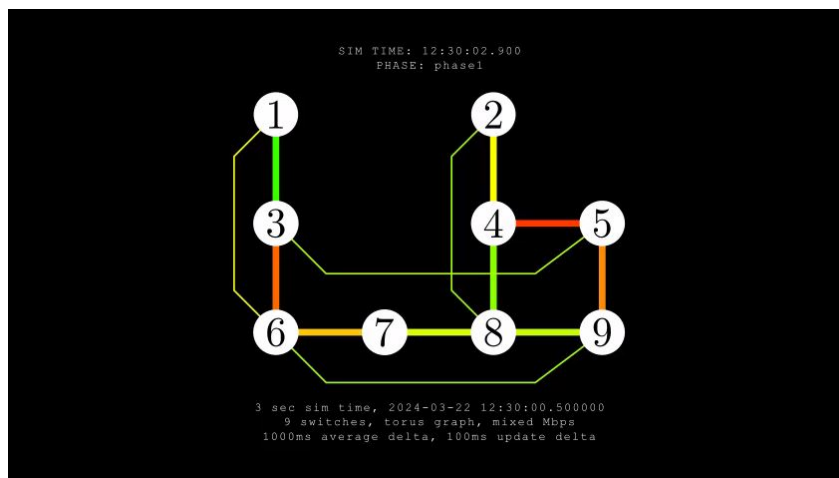 SIM TIME: 12:30:02.900
PHASE: phase1
1 2
3 4 5
6 7 8 9
3 sec sim time, 2024-03-22 12:30:00.500000
9 switches, torus graph, mixed Mbps
1000ms average delta, 100ms update delta